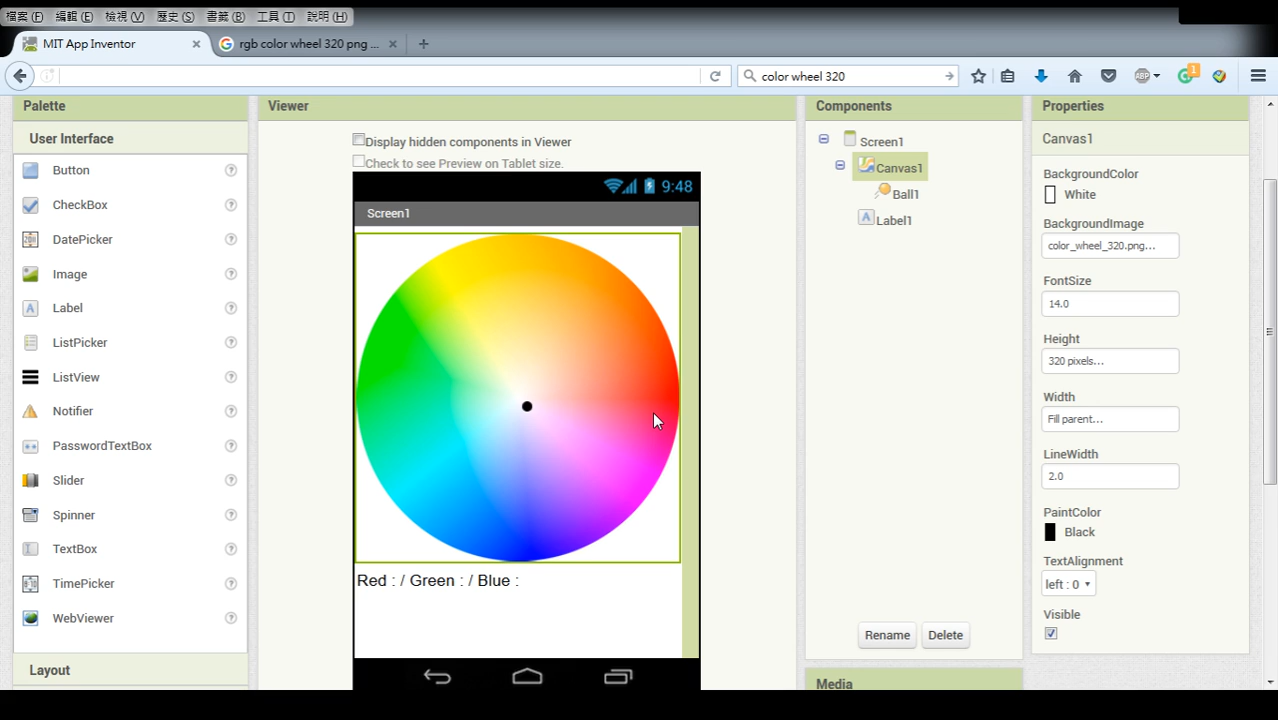 檔案(F) 編輯(E) 檢視(V) 歷史(S) 書籤(B) 工具(T) 說明(H)
MIT App Inventor
rgb color wheel 320 png ...
color wheel 320
ABP
1
Palette
User Interface
Button
CheckBox
DatePicker
Image
Label
ListPicker
ListView
Notifier
PasswordTextBox
Slider
Spinner
TextBox
TimePicker
WebViewer
Layout
Viewer
Display hidden components in Viewer
Check to see Preview on Tablet size.
9:48
Screen1
Red : / Green : / Blue :
Components
Screen1
Canvas1
Ball1
Label1
Rename Delete
Media
Properties
Canvas1
BackgroundColor
White
BackgroundImage
color_wheel_320.png...
FontSize
14.0
Height
320 pixels...
Width
Fill parent...
LineWidth
2.0
PaintColor
Black
TextAlignment
left : 0
Visible